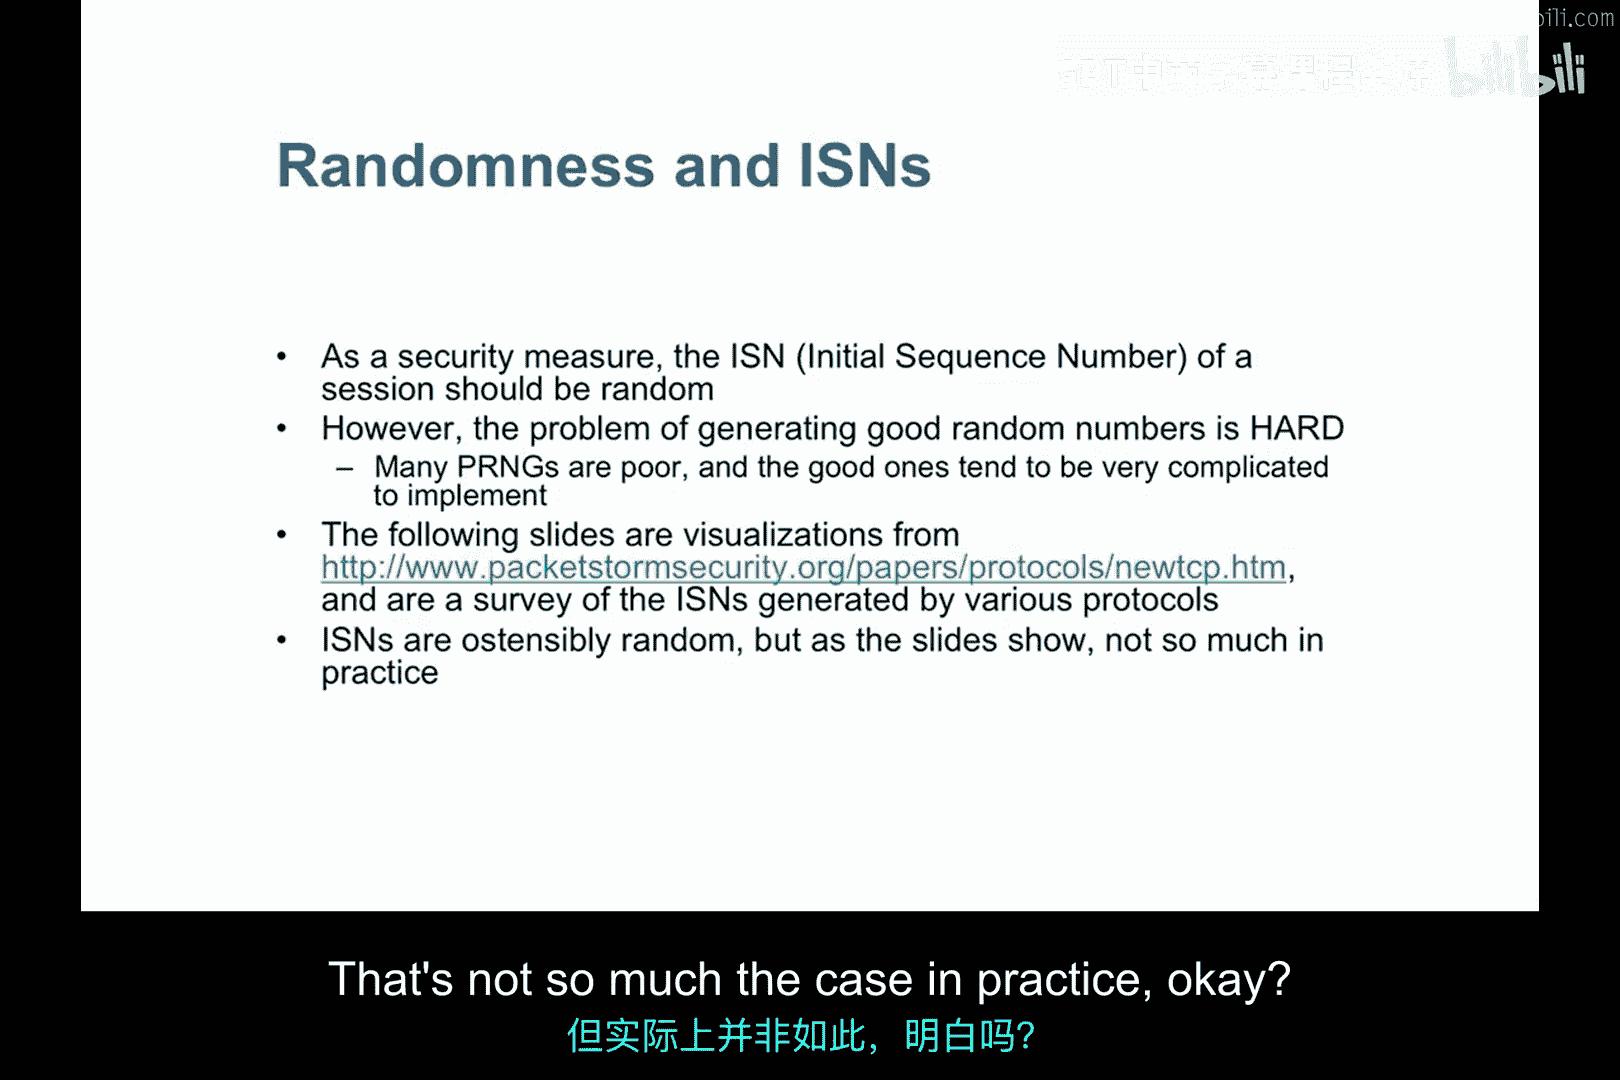 bili.com
bilibili
Randomness and ISNs
• As a security measure, the ISN (Initial Sequence Number) of a
session should be random
• However, the problem of generating good random numbers is HARD
– Many PRNGs are poor, and the good ones tend to be very complicated
to implement
• The following slides are visualizations from
http://www.packetstormsecurity.org/papers/protocols/newtcp.htm,
and are a survey of the ISNs generated by various protocols
• ISNs are ostensibly random, but as the slides show, not so much in
practice
That's not so much the case in practice, okay?
但实际上并非如此，明白吗？